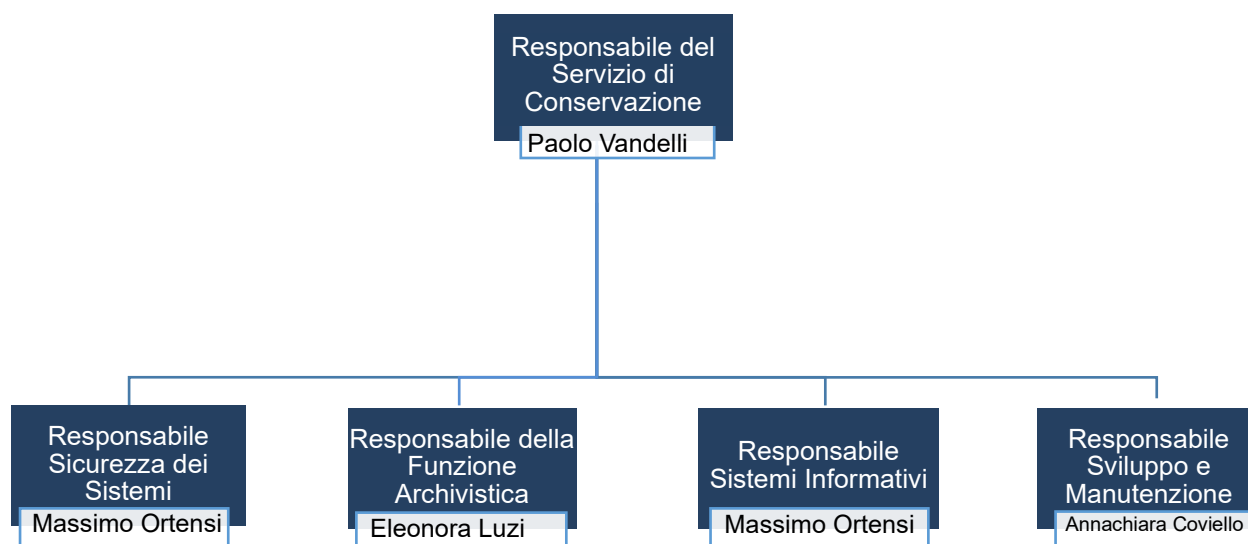 Responsabile del
Servizio di
Conservazione
Paolo Vandelli
Responsabile
Sicurezza dei
Sistemi
Massimo Ortensi
Responsabile della
Funzione
Archivistica
Eleonora Luzi
Responsabile
Sistemi Informativi
Massimo Ortensi
Responsabile
Sviluppo e
Manutenzione
Annachiara Coviello